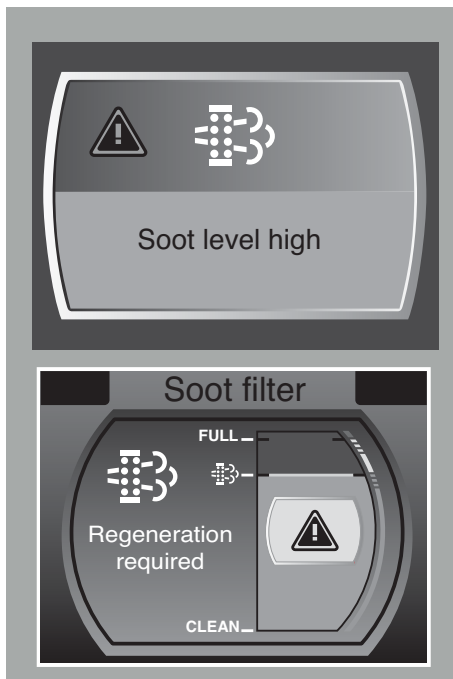 Soot level high
Soot filter
FULL
Regeneration
required
CLEAN